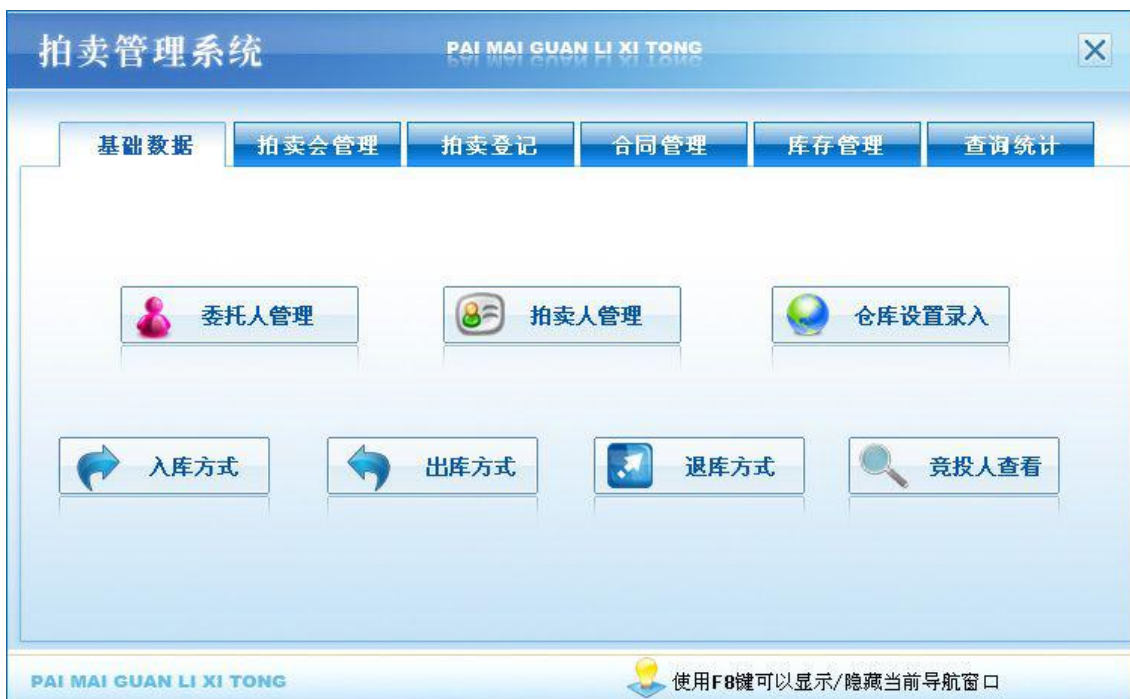 拍卖管理系统 PAI MAI GUAN LI XI TONG
基础数据 拍卖会管理 拍卖登记 合同管理 库存管理 查询统计
委托人管理 拍卖人管理 仓库设置录入
入库方式 出库方式 退库方式 竞投人查看
PAI MAI GUAN LI XI TONG 使用F8键可以显示/隐藏当前导航窗口